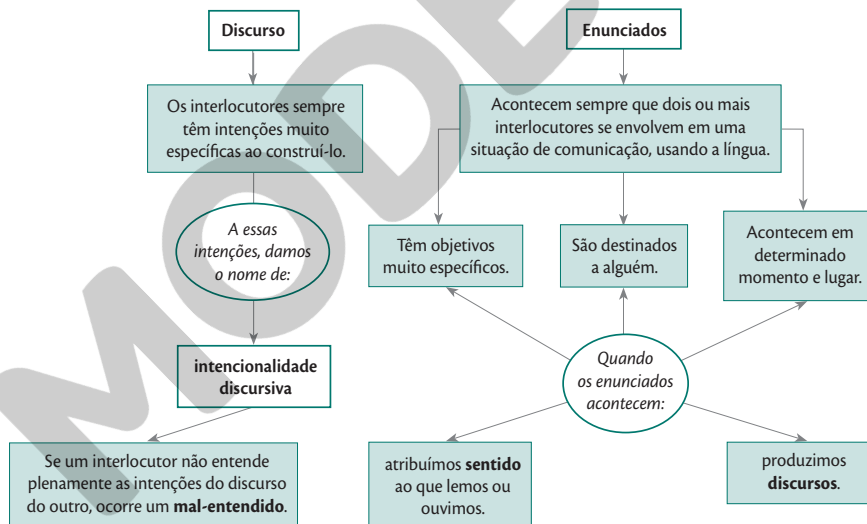 Discurso
Os interlocutores sempre
têm intenções muito
específicas ao construí-lo.
A essas
intenções, damos
o nome de:
intencionalidade
discursiva
Se um interlocutor não entende
plenamente as intenções do discurso
do outro, ocorre um mal-entendido.
Enunciados
Acontecem sempre que dois ou mais
interlocutores se envolvem em uma
situação de comunicação, usando a língua.
Têm objetivos
muito específicos.
São destinados
a alguém.
Acontecem em
determinado
momento e lugar.
Quando
os enunciados
acontecem:
atribuímos sentido
ao que lemos ou
ouvimos.
produzimos
discursos.
MODE